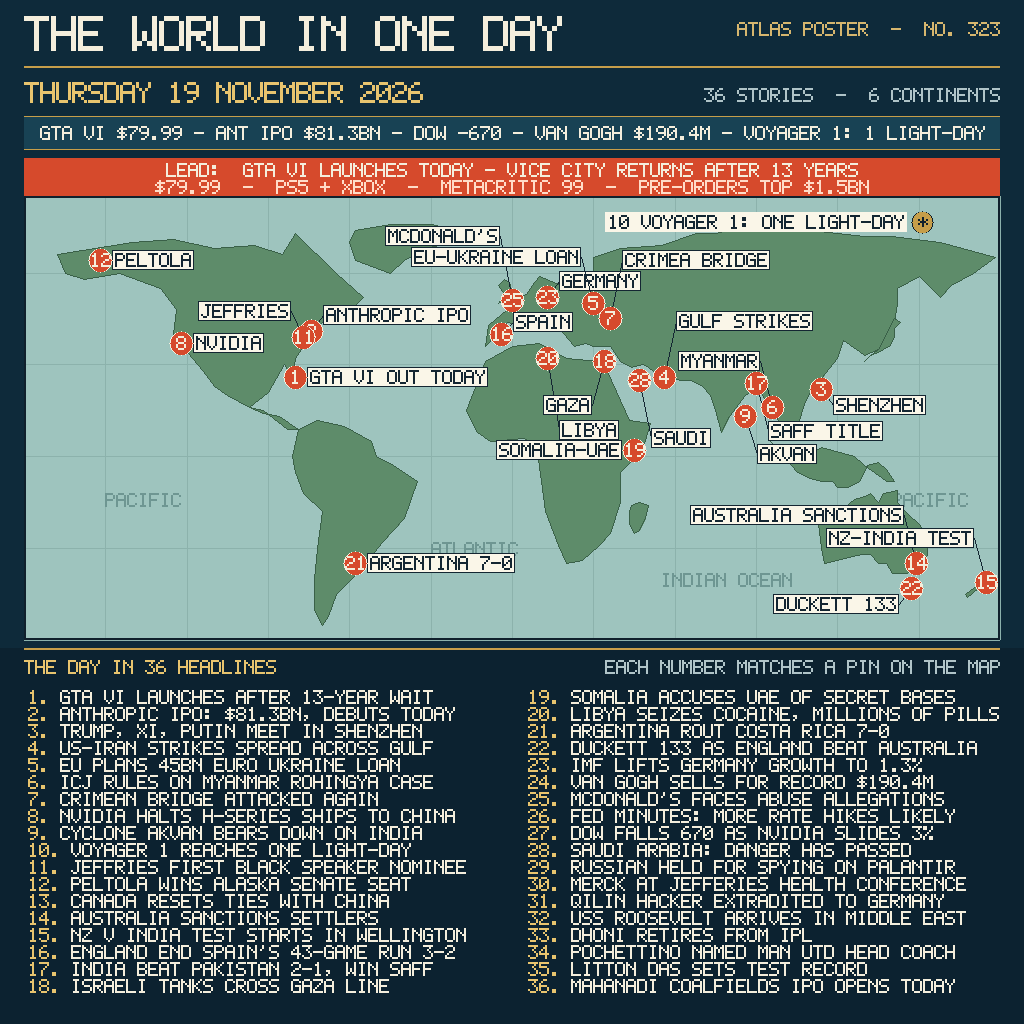 THE WORLD IN ONE DAY
ATLAS POSTER – NO. 323
THURSDAY 19 NOVEMBER 2026
36 STORIES – 6 CONTINENTS
GTA VI $79.99 – ANT IPO $81.3BN – DOW -670 – VAN GOGH $190.4M – VOYAGER 1: 1 LIGHT-DAY
LEAD: GTA VI LAUNCHES TODAY – VICE CITY RETURNS AFTER 13 YEARS
$79.99 – PS5 + XBOX – METACRITIC 99 – PRE-ORDERS TOP $1.5BN
10 VOYAGER 1: ONE LIGHT-DAY *
MCDONALD'S
EU-UKRAINE LOAN
CRIMEA BRIDGE
12 PELTOLA
GERMANY
25
23
5
7
JEFFRIES
ANTHROPIC IPO
11
SPAIN
16
GULF STRIKES
8 NVIDIA
MYANMAR
20
18
1 GTA VI OUT TODAY
28
4
17
3
GAZA
6
SHENZHEN
9
LIBYA
SAUDI
SAFF TITLE
SOMALIA-UAE 19
AKVAN
PACIFIC
PACIFIC
AUSTRALIA SANCTIONS
NZ-INDIA TEST
ATLANTIC
21 ARGENTINA 7-0
14
INDIAN OCEAN
15
22
DUCKETT 133
THE DAY IN 36 HEADLINES
EACH NUMBER MATCHES A PIN ON THE MAP
1. GTA VI LAUNCHES AFTER 13-YEAR WAIT
2. ANTHROPIC IPO: $81.3BN, DEBUTS TODAY
3. TRUMP, XI, PUTIN MEET IN SHENZHEN
4. US-IRAN STRIKES SPREAD ACROSS GULF
5. EU PLANS 45BN EURO UKRAINE LOAN
6. ICJ RULES ON MYANMAR ROHINGYA CASE
7. CRIMEAN BRIDGE ATTACKED AGAIN
8. NVIDIA HALTS H-SERIES SHIPS TO CHINA
9. CYCLONE AKVAN BEARS DOWN ON INDIA
10. VOYAGER 1 REACHES ONE LIGHT-DAY
11. JEFFRIES FIRST BLACK SPEAKER NOMINEE
12. PELTOLA WINS ALASKA SENATE SEAT
13. CANADA RESETS TIES WITH CHINA
14. AUSTRALIA SANCTIONS SETTLERS
15. NZ V INDIA TEST STARTS IN WELLINGTON
16. ENGLAND END SPAIN'S 43-GAME RUN 3-2
17. INDIA BEAT PAKISTAN 2-1, WIN SAFF
18. ISRAELI TANKS CROSS GAZA LINE
19. SOMALIA ACCUSES UAE OF SECRET BASES
20. LIBYA SEIZES COCAINE, MILLIONS OF PILLS
21. ARGENTINA ROUT COSTA RICA 7-0
22. DUCKETT 133 AS ENGLAND BEAT AUSTRALIA
23. IMF LIFTS GERMANY GROWTH TO 1.3%
24. VAN GOGH SELLS FOR RECORD $190.4M
25. MCDONALD'S FACES ABUSE ALLEGATIONS
26. FED MINUTES: MORE RATE HIKES LIKELY
27. DOW FALLS 670 AS NVIDIA SLIDES 3%
28. SAUDI ARABIA: DANGER HAS PASSED
29. RUSSIAN HELD FOR SPYING ON PALANTIR
30. MERCK AT JEFFERIES HEALTH CONFERENCE
31. QILIN HACKER EXTRADITED TO GERMANY
32. USS ROOSEVELT ARRIVES IN MIDDLE EAST
33. DHONI RETIRES FROM IPL
34. POCHETTINO NAMED MAN UTD HEAD COACH
35. LITTON DAS SETS TEST RECORD
36. MAHANADI COALFIELDS IPO OPENS TODAY